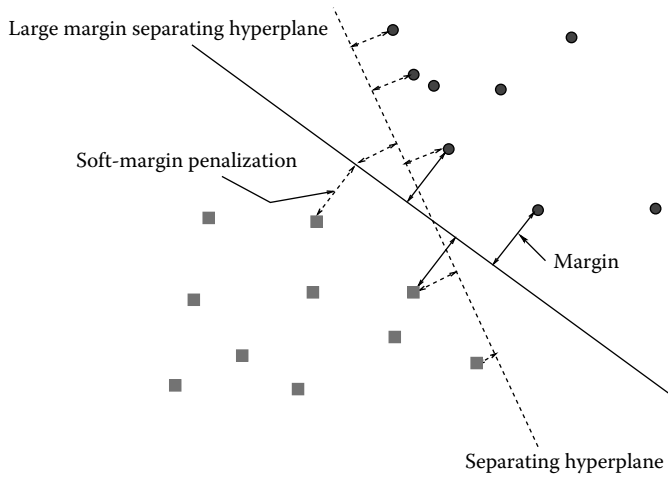 Large margin separating hyperplane
Soft-margin penalization
Margin
Separating hyperplane